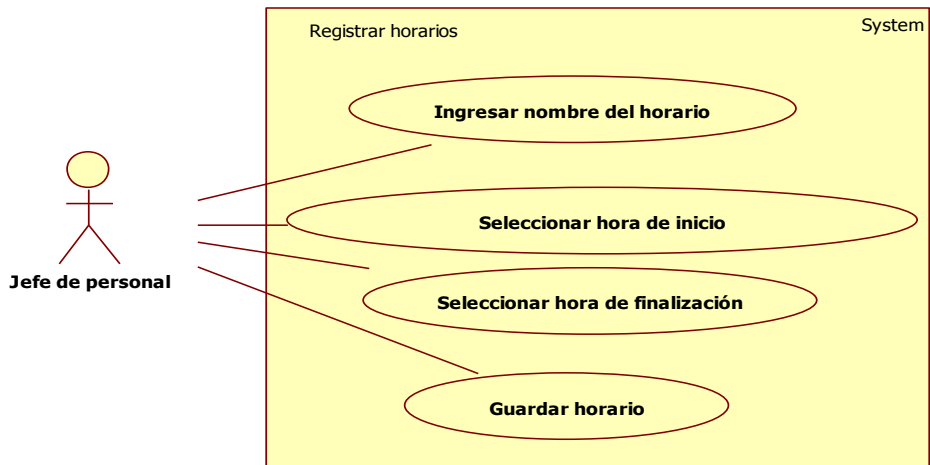 Registrar horarios
System
Ingresar nombre del horario
Seleccionar hora de inicio
Jefe de personal
Seleccionar hora de finalización
Guardar horario